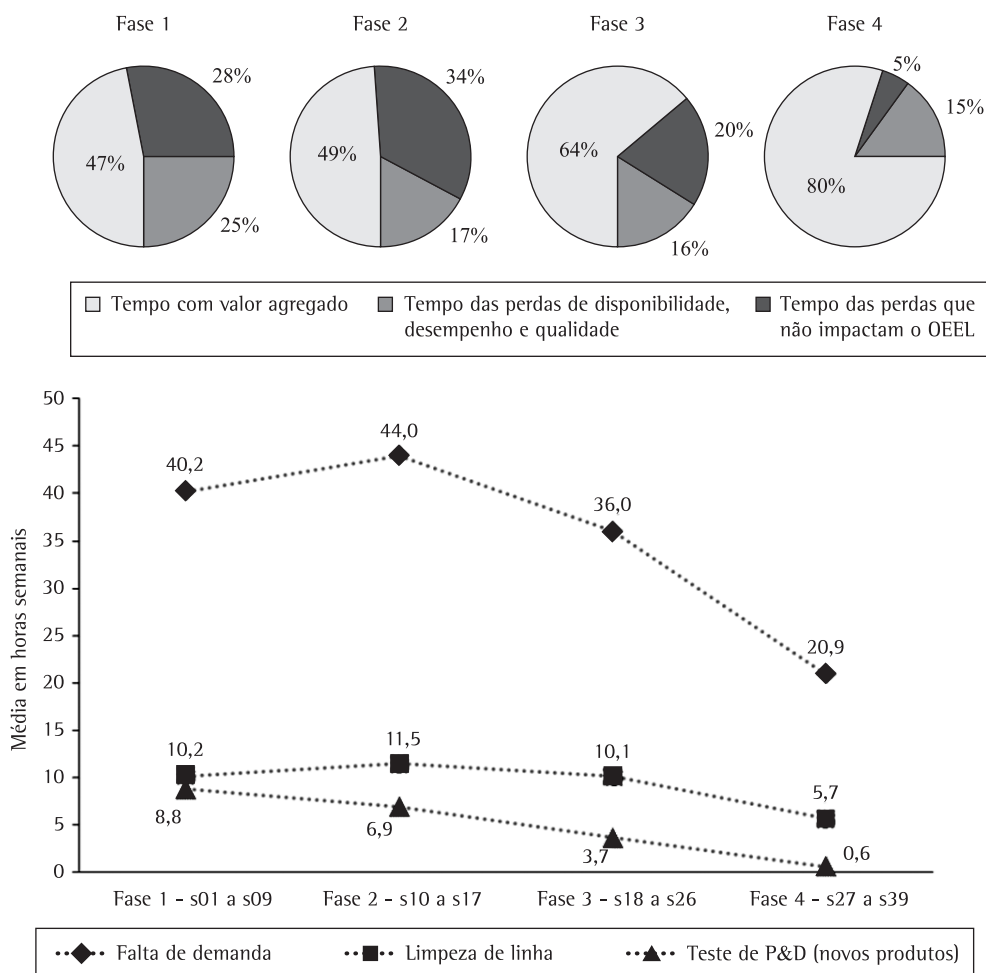 Fase 1
Fase 2
Fase 3
Fase 4
28%
47%
25%
34%
49%
17%
64%
20%
16%
5%
15%
80%
Tempo com valor agregado
Tempo das perdas de disponibilidade,
desempenho e qualidade
Tempo das perdas que
não impactam o OEEL
Média em horas semanais
50
45
40
35
30
25
20
15
10
5
0
40,2
44,0
36,0
20,9
10,2
11,5
10,1
5,7
8,8
6,9
3,7
0,6
Fase 1 - s01 a s09
Fase 2 - s10 a s17
Fase 3 - s18 a s26
Fase 4 - s27 a s39
Falta de demanda
Limpeza de linha
Teste de P&D (novos produtos)